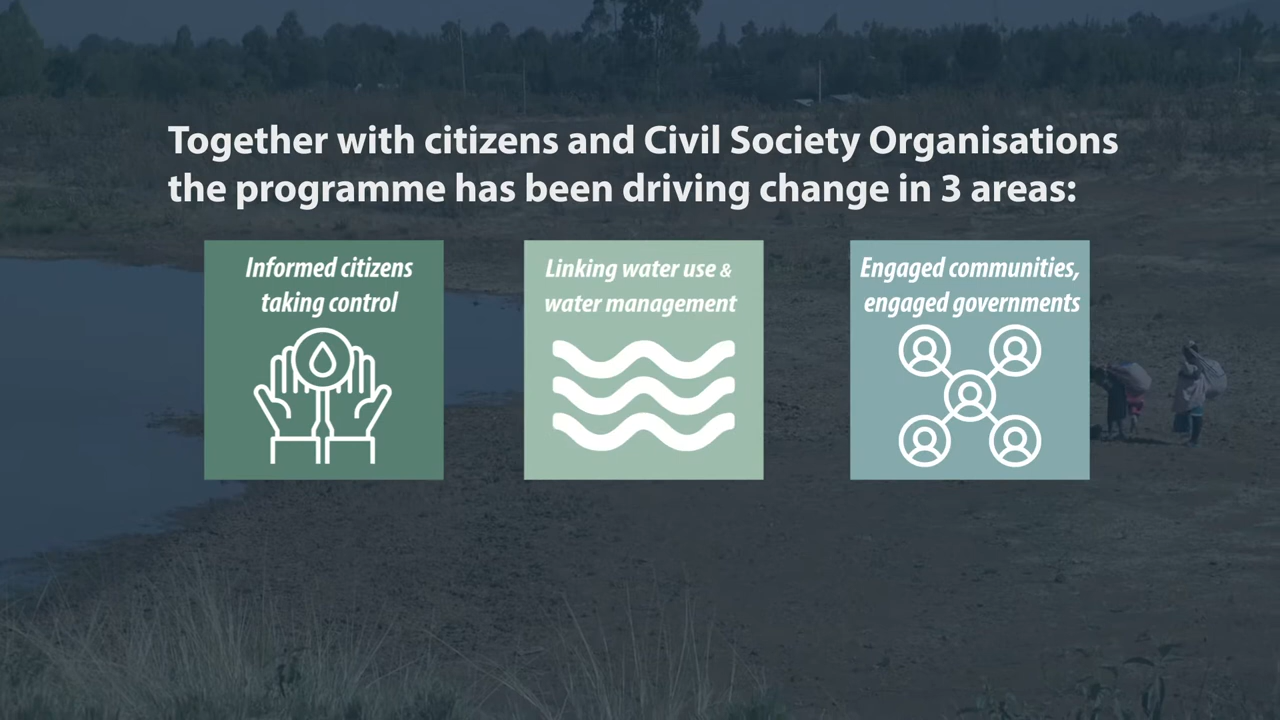 Together with citizens and Civil Society Organisations
the programme has been driving change in 3 areas:
Informed citizens
taking control
Linking water use &
water management
Engaged communities,
engaged governments